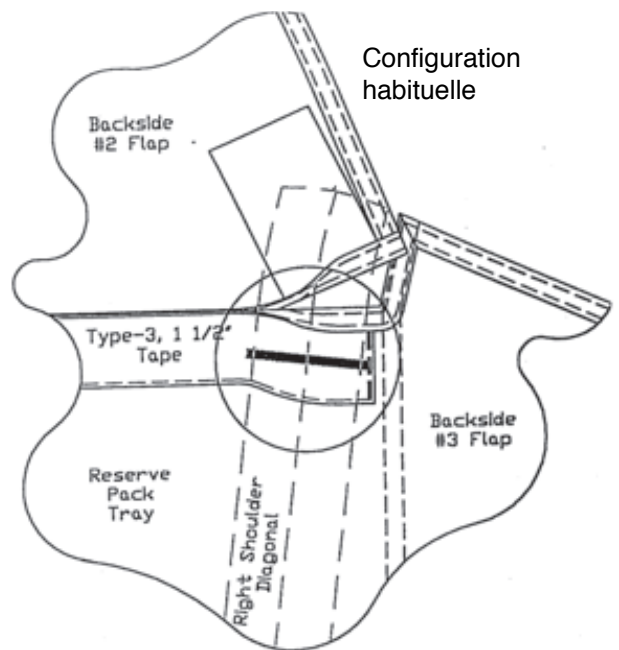 Configuration
habituelle
Backside
#2 Flap
Type-3, 1 1/2"
Tape
Backside
#3 Flap
Reserve
Pack
Tray
Right Shoulder
Diagonal